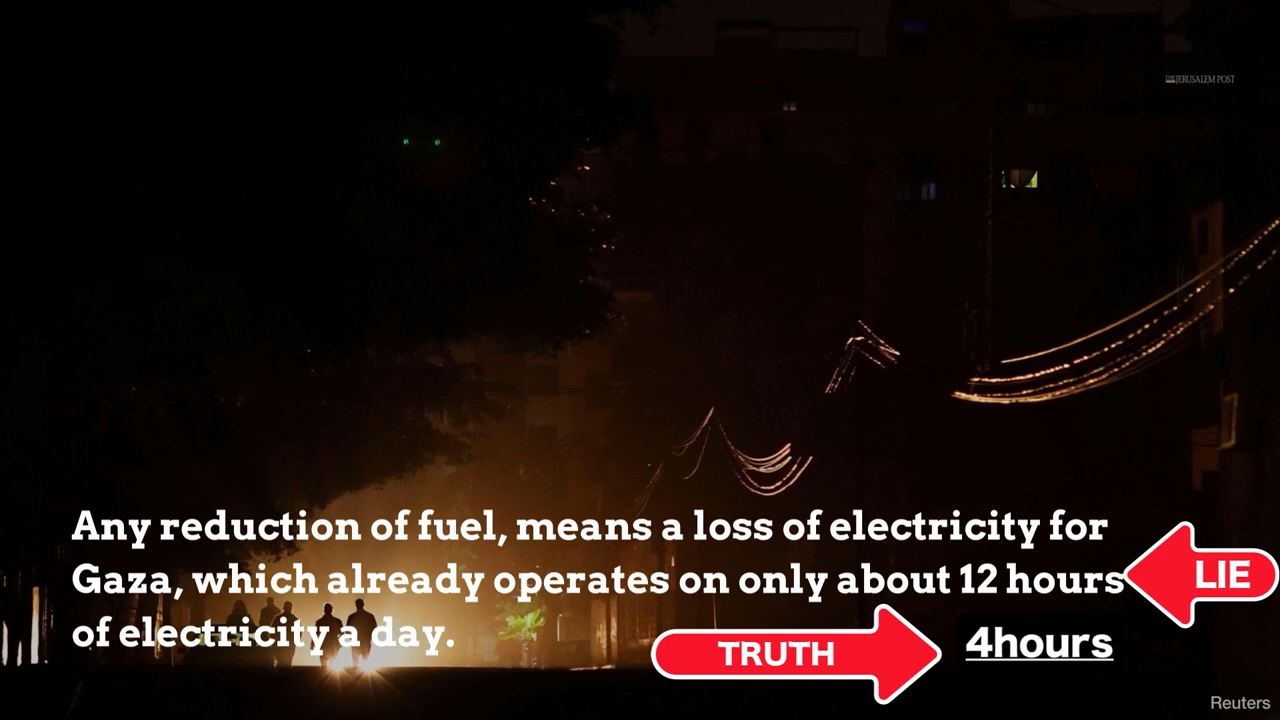 THE JERUSALEM POST
Any reduction of fuel, means a loss of electricity for
Gaza, which already operates on only about 12 hours
LIE
of electricity a day.
TRUTH
4hours
Reuters